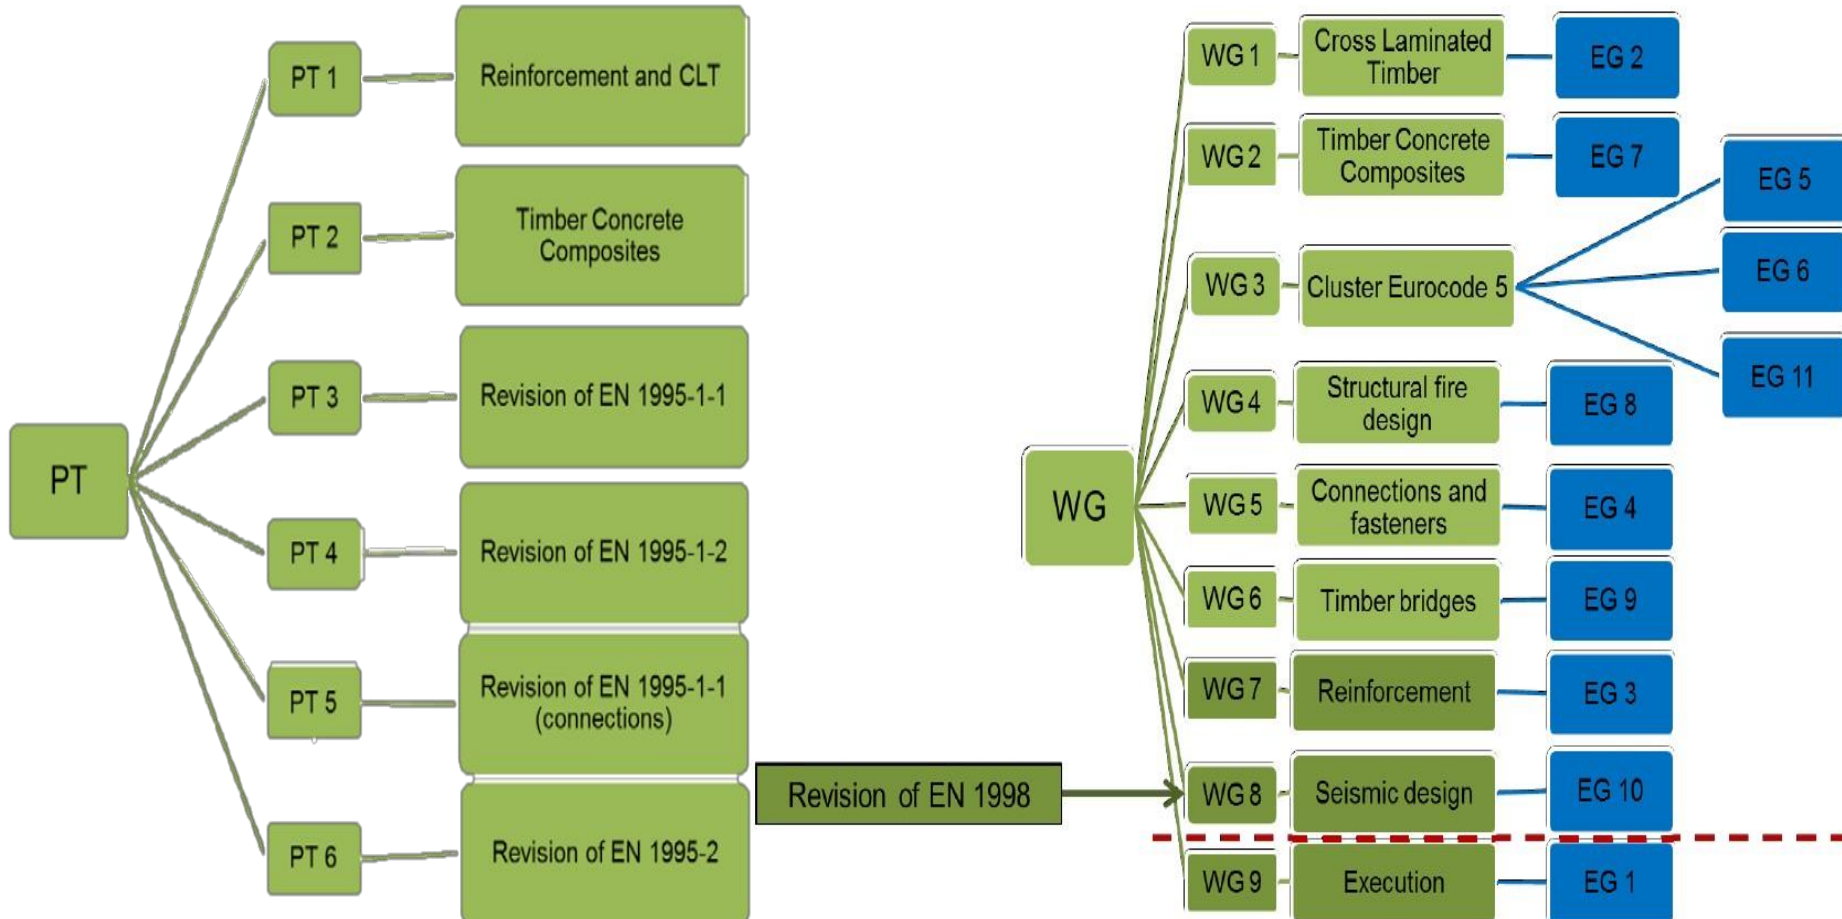 PT
PT 1
Reinforcement and CLT
PT 2
Timber Concrete
Composites
PT 3
Revision of EN 1995-1-1
PT 4
Revision of EN 1995-1-2
PT 5
Revision of EN 1995-1-1
(connections)
PT 6
Revision of EN 1995-2
Revision of EN 1998
WG
WG 1
Cross Laminated
Timber
EG 2
WG 2
Timber Concrete
Composites
EG 7
WG 3
Cluster Eurocode 5
EG 5
EG 6
EG 11
WG 4
Structural fire
design
EG 8
WG 5
Connections and
fasteners
EG 4
WG 6
Timber bridges
EG 9
WG 7
Reinforcement
EG 3
WG 8
Seismic design
EG 10
WG 9
Execution
EG 1